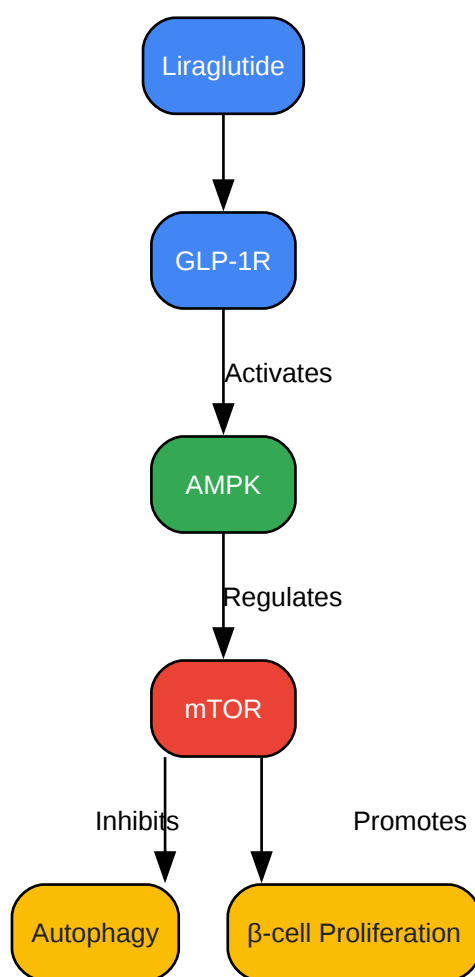 Liraglutide
GLP-1R
Activates
AMPK
Regulates
mTOR
Inhibits
Promotes
Autophagy
β-cell Proliferation